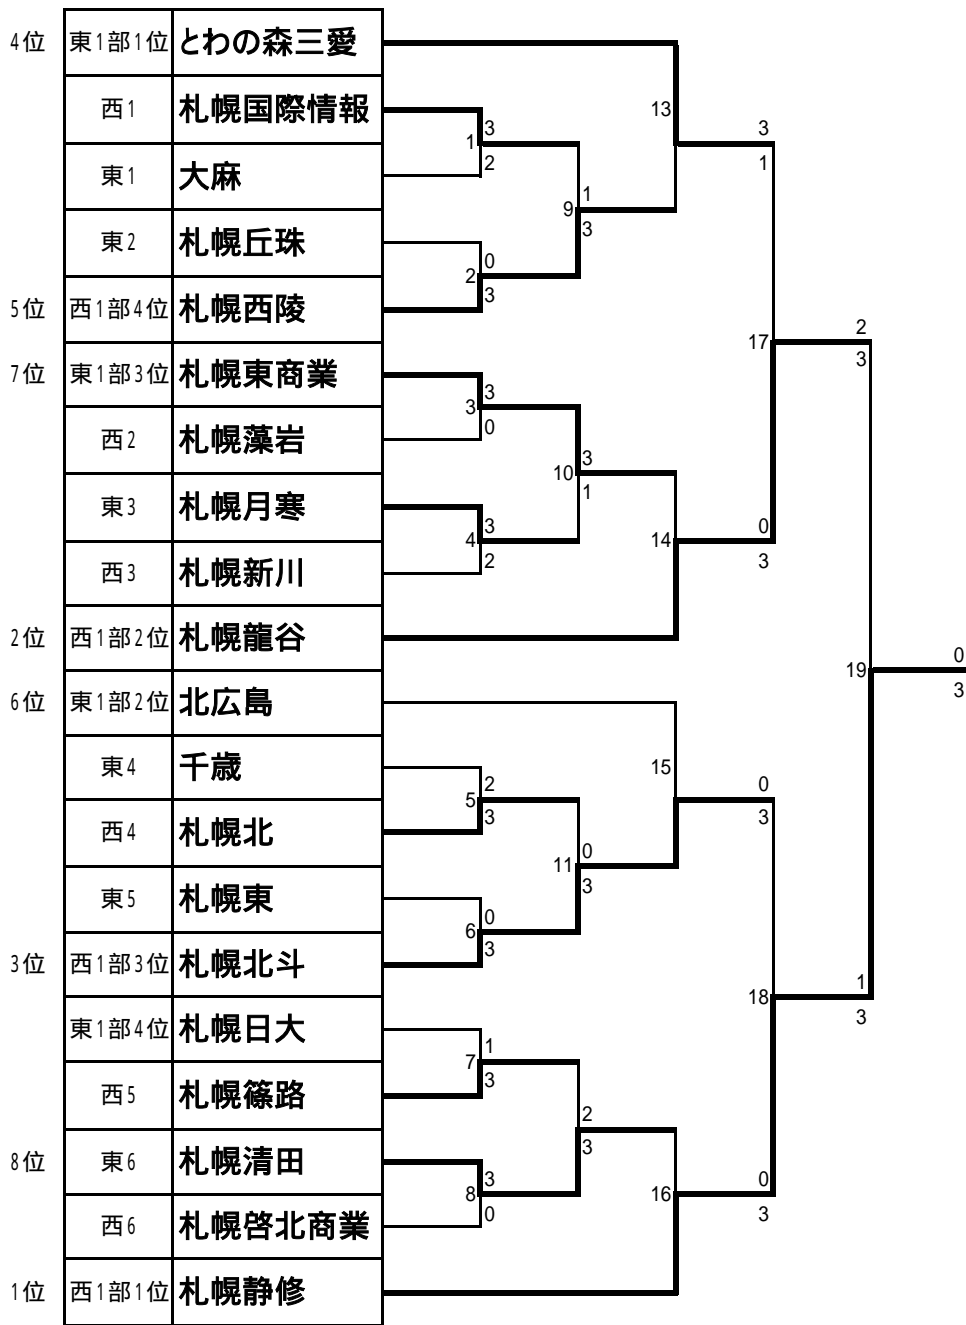 4位 東1部1位 とわの森三愛
西1 札幌国際情報
東1 大麻
東2 札幌丘珠
5位 西1部4位 札幌西陵
7位 東1部3位 札幌東商業
西2 札幌藻岩
東3 札幌月寒
西3 札幌新川
2位 西1部2位 札幌龍谷
6位 東1部2位 北広島
東4 千歳
西4 札幌北
東5 札幌東
3位 西1部3位 札幌北斗
東1部4位 札幌日大
西5 札幌篠路
8位 東6 札幌清田
西6 札幌啓北商業
1位 西1部1位 札幌静修
1 3 2
2 0 3
3 3 0
4 3 2
5 2 3
6 0 3
7 1 3
8 3 0
9 1 3
10 3 1
11 0 3
2 3
13 3 1
14 0 3
15 0 3
16 0 3
17 2 3
18 1 3
19 0 3